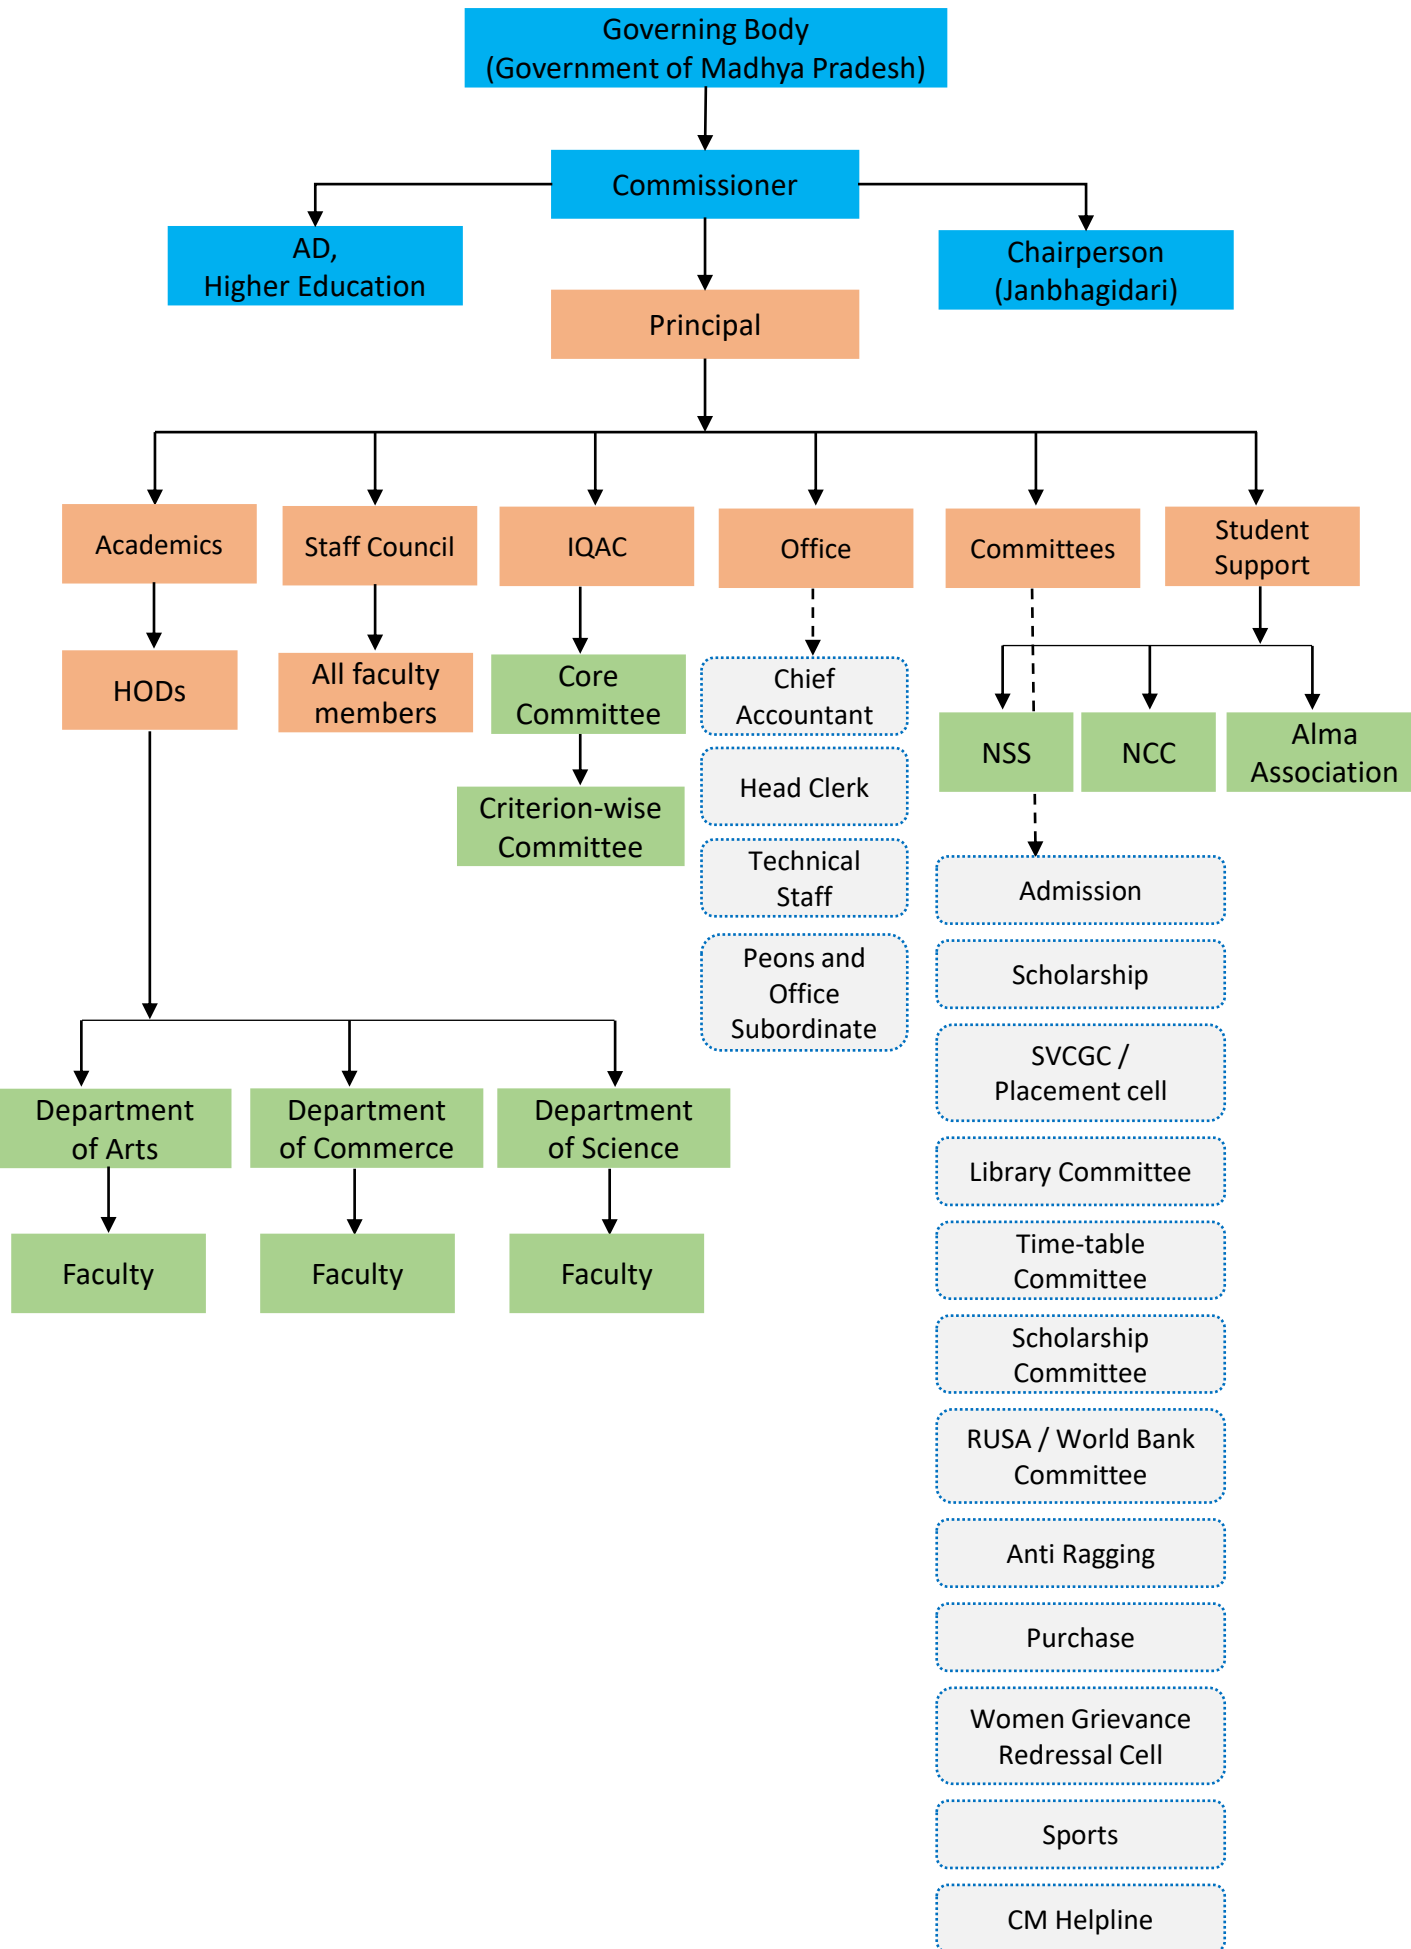 Governing Body
(Government of Madhya Pradesh)
Commissioner
AD,
Higher Education
Chairperson
(Janbhagidari)
Principal
Academics
Staff Council
IQAC
Office
Committees
Student
Support
HODs
All faculty
members
Core
Committee
Criterion-wise
Committee
Chief
Accountant
Head Clerk
Technical
Staff
Peons and
Office
Subordinate
NSS
NCC
Alma
Association
Admission
Scholarship
SVCGC /
Placement cell
Library Committee
Time-table
Committee
Scholarship
Committee
RUSA / World Bank
Committee
Anti Ragging
Purchase
Women Grievance
Redressal Cell
Sports
CM Helpline
Department
of Arts
Department
of Commerce
Department
of Science
Faculty
Faculty
Faculty